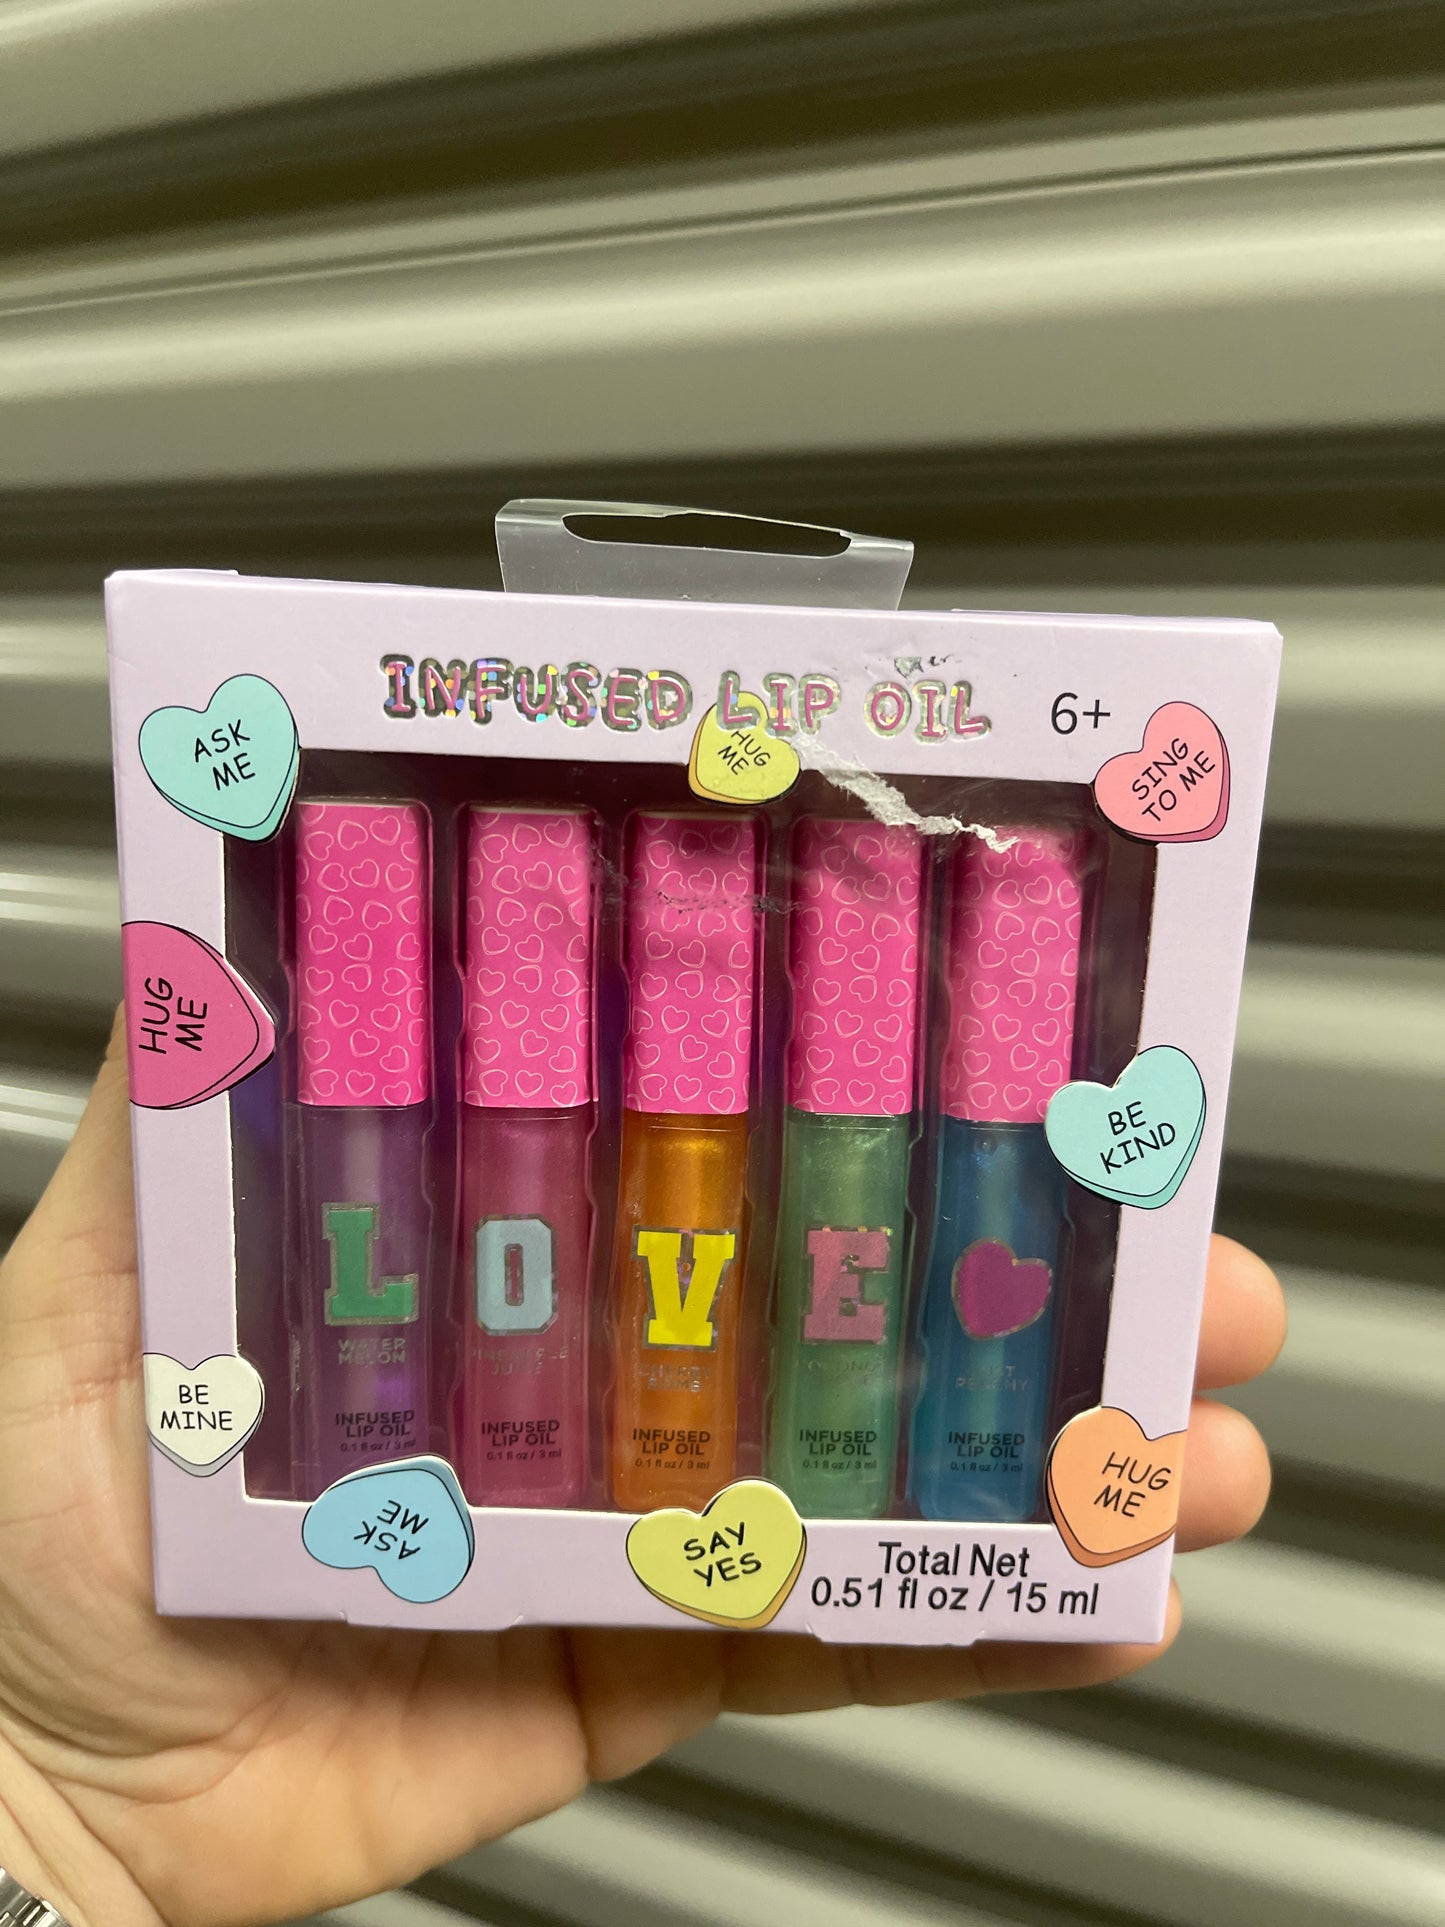 INFUSED LIP OIL
6+
ASK
ME
HUG
ME
SING
TO ME
HUG
ME
BE
KIND
BE
MINE
HUG
ME
ASK
ME
SAY
YES
L
O
V
E
WATER
MELON
CHERRY
BOMB
INFUSED
LIP OIL
0.1 fl oz / 3 ml
INFUSED
LIP OIL
0.1 fl oz / 3 ml
INFUSED
LIP OIL
0.1 fl oz / 3 ml
INFUSED
LIP OIL
0.1 fl oz / 3 ml
INFUSED
LIP OIL
0.1 fl oz / 3 ml
Total Net
0.51 fl oz / 15 ml